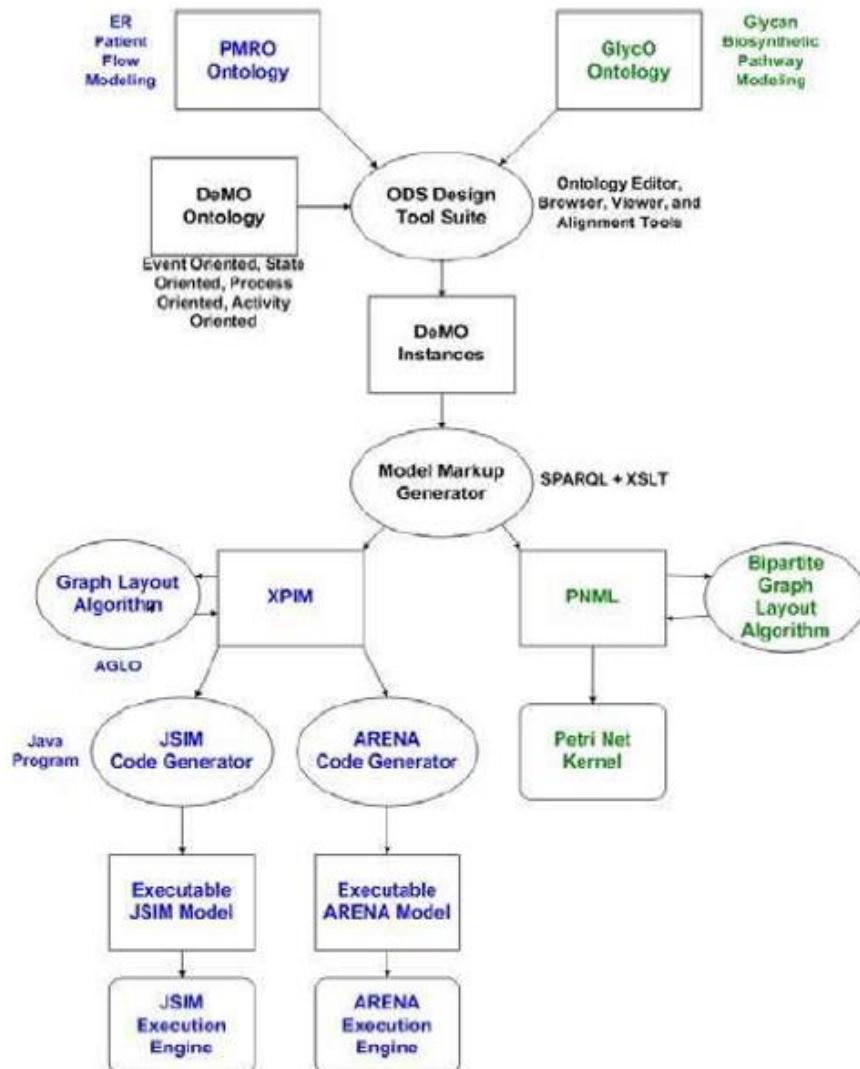 ER
Patient
Flow
Modeling
PMRO
Ontology
GlycO
Ontology
Glycan
Biosynthetic
Pathway
Modeling
DeMO
Ontology
ODS Design
Tool Suite
Ontology Editor,
Browser, Viewer, and
Alignment Tools
Event Oriented, State
Oriented, Process
Oriented, Activity
Oriented
DeMO
Instances
Model Markup
Generator
SPARQL + XSLT
Graph Layout
Algorithm
XPIM
PNML
Bipartite
Graph
Layout
Algorithm
AGLO
Java
Program
JSIM
Code Generator
ARENA
Code Generator
Petri Net
Kernel
Executable
JSIM Model
Executable
ARENA Model
JSIM
Execution
Engine
ARENA
Execution
Engine